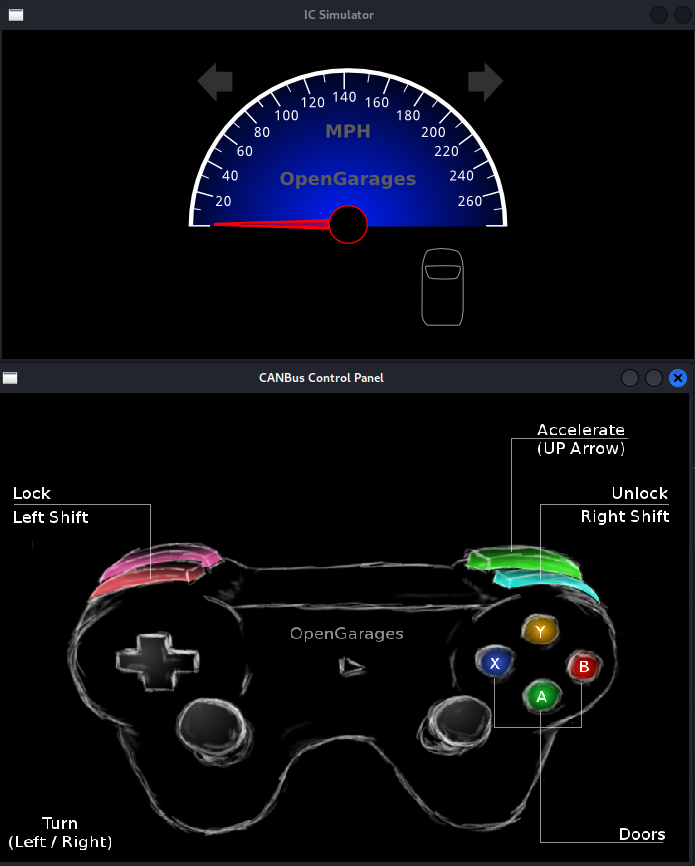 IC Simulator
140
120 160
100 180
80 200
MPH
60 220
40 OpenGarages 240
20 260
CANBus Control Panel
Accelerate
(UP Arrow)
Lock
Unlock
Left Shift
Right Shift
OpenGarages
Y
X
B
A
Turn
(Left / Right)
Doors